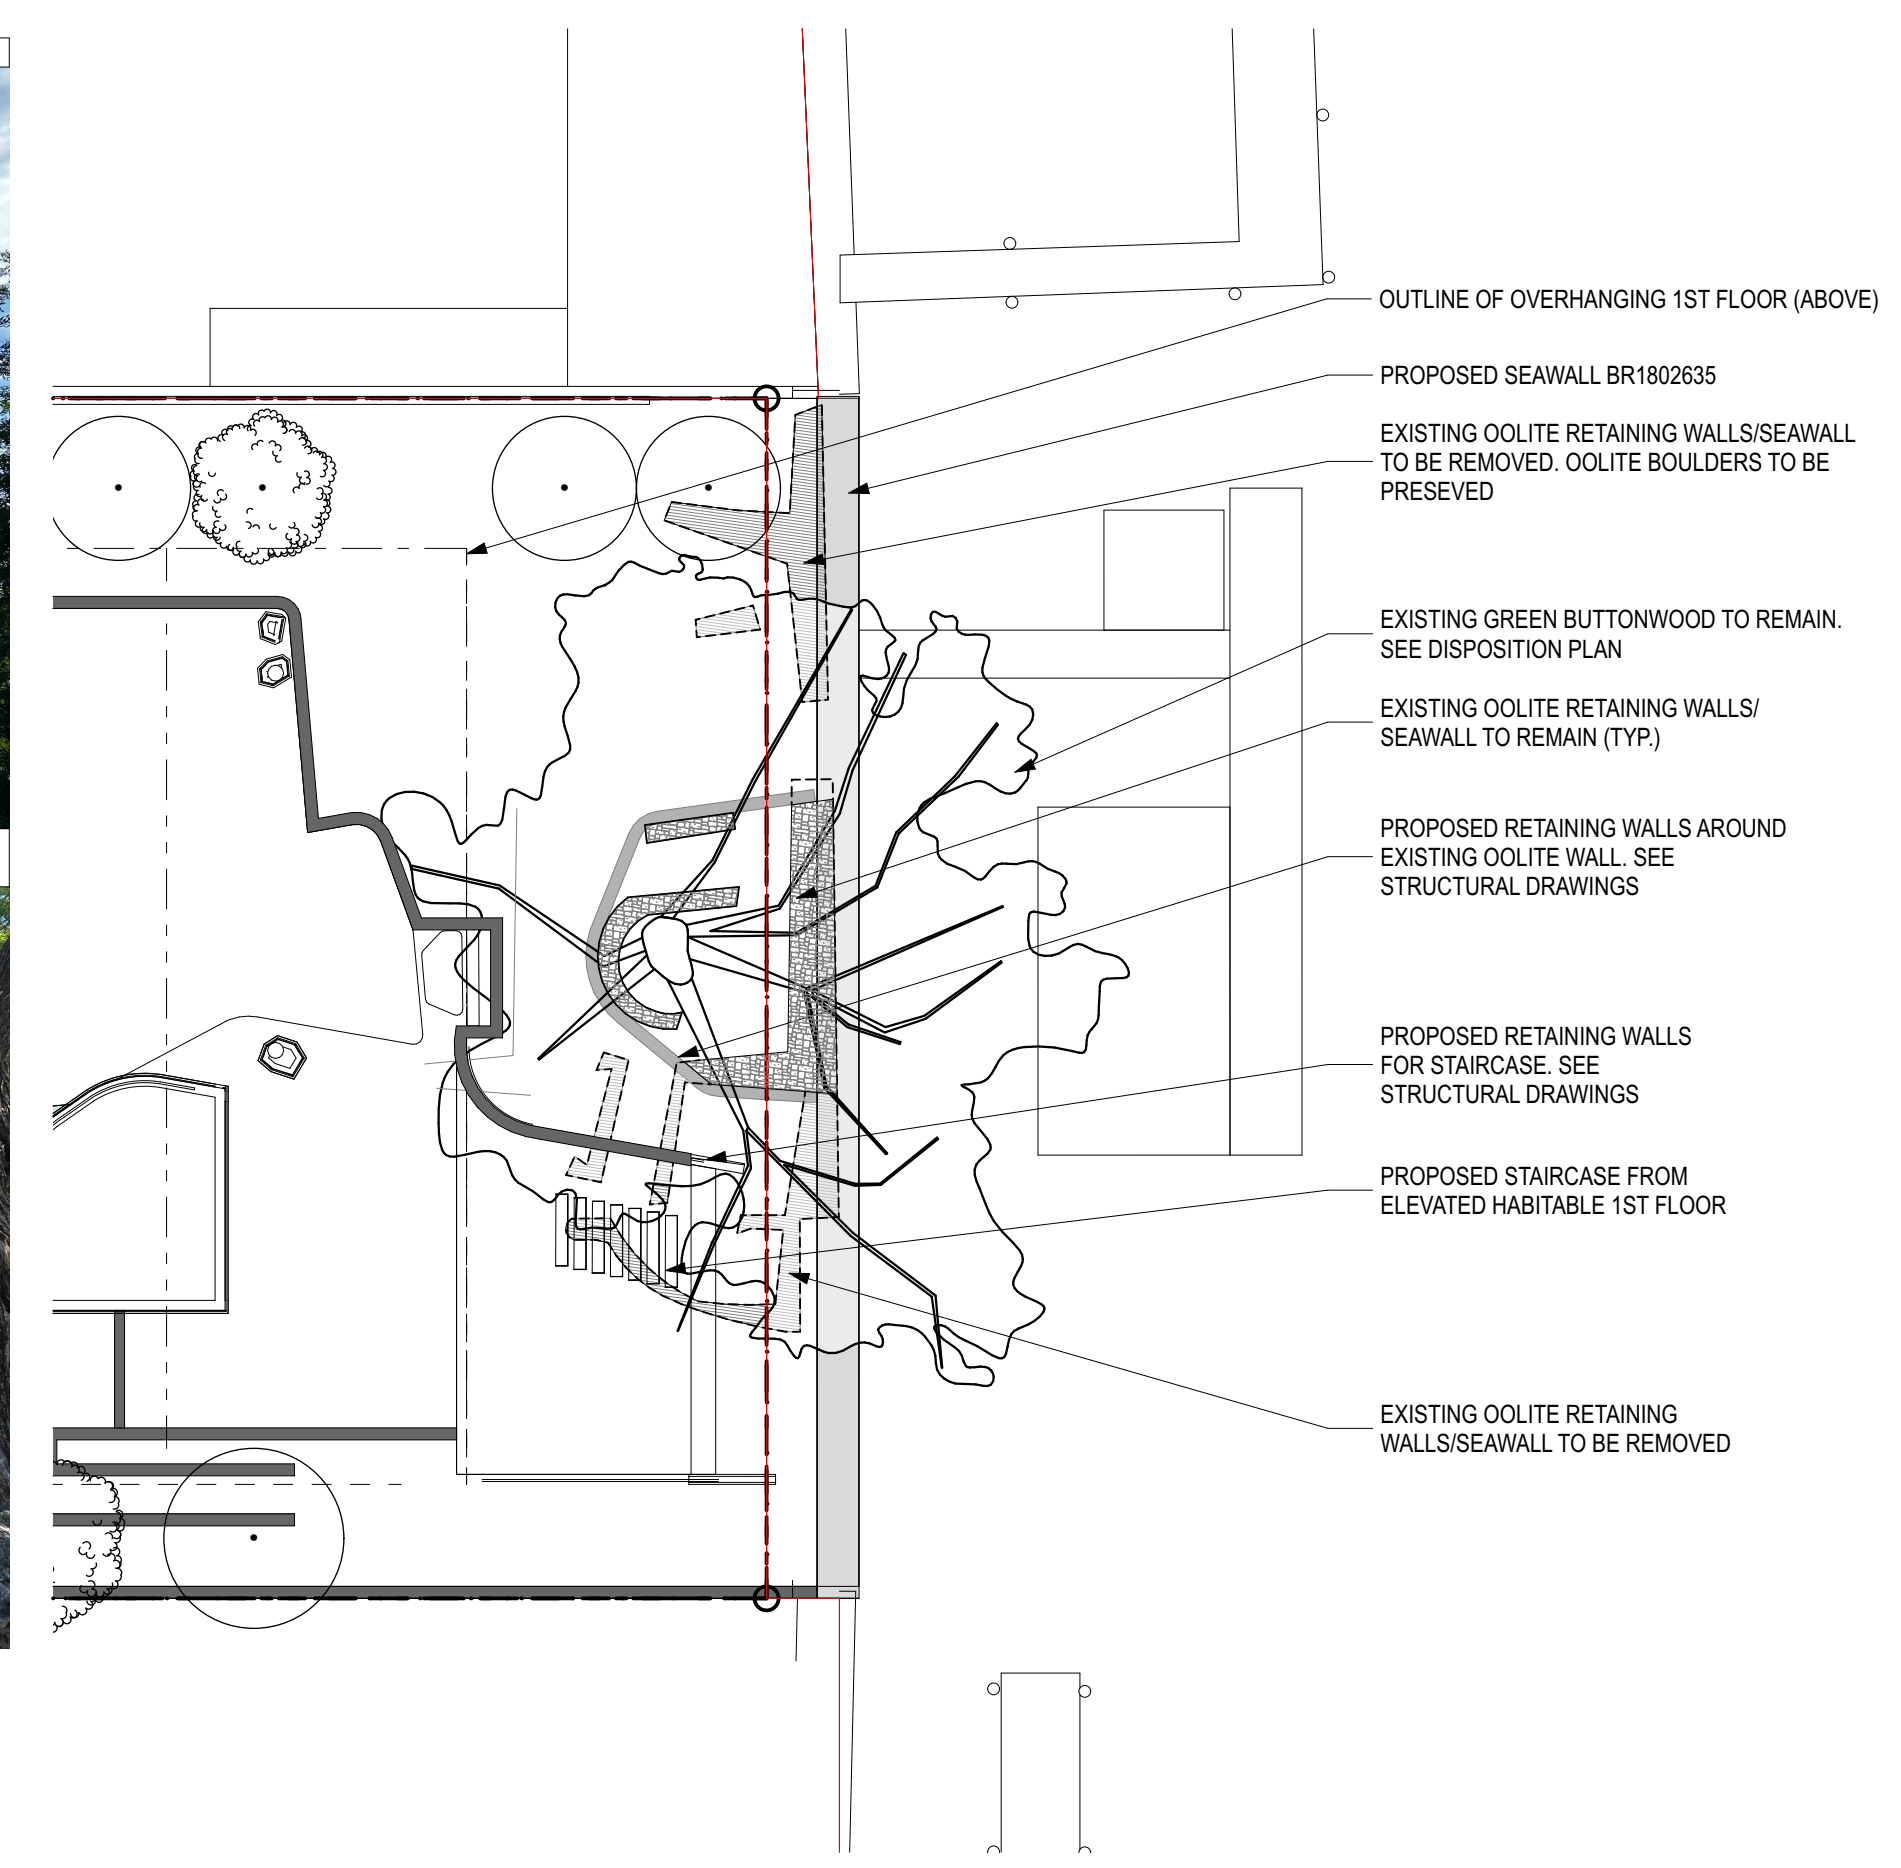 OUTLINE OF OVERHANGING 1ST FLOOR (ABOVE)
PROPOSED SEAWALL BR1802635
EXISTING OOLITE RETAINING WALLS/SEAWALL
TO BE REMOVED. OOLITE BOULDERS TO BE
PRESEVED
EXISTING GREEN BUTTONWOOD TO REMAIN.
SEE DISPOSITION PLAN
EXISTING OOLITE RETAINING WALLS/
SEAWALL TO REMAIN (TYP.)
PROPOSED RETAINING WALLS AROUND
EXISTING OOLITE WALL. SEE
STRUCTURAL DRAWINGS
PROPOSED RETAINING WALLS
FOR STAIRCASE. SEE
STRUCTURAL DRAWINGS
PROPOSED STAIRCASE FROM
ELEVATED HABITABLE 1ST FLOOR
EXISTING OOLITE RETAINING
WALLS/SEAWALL TO BE REMOVED